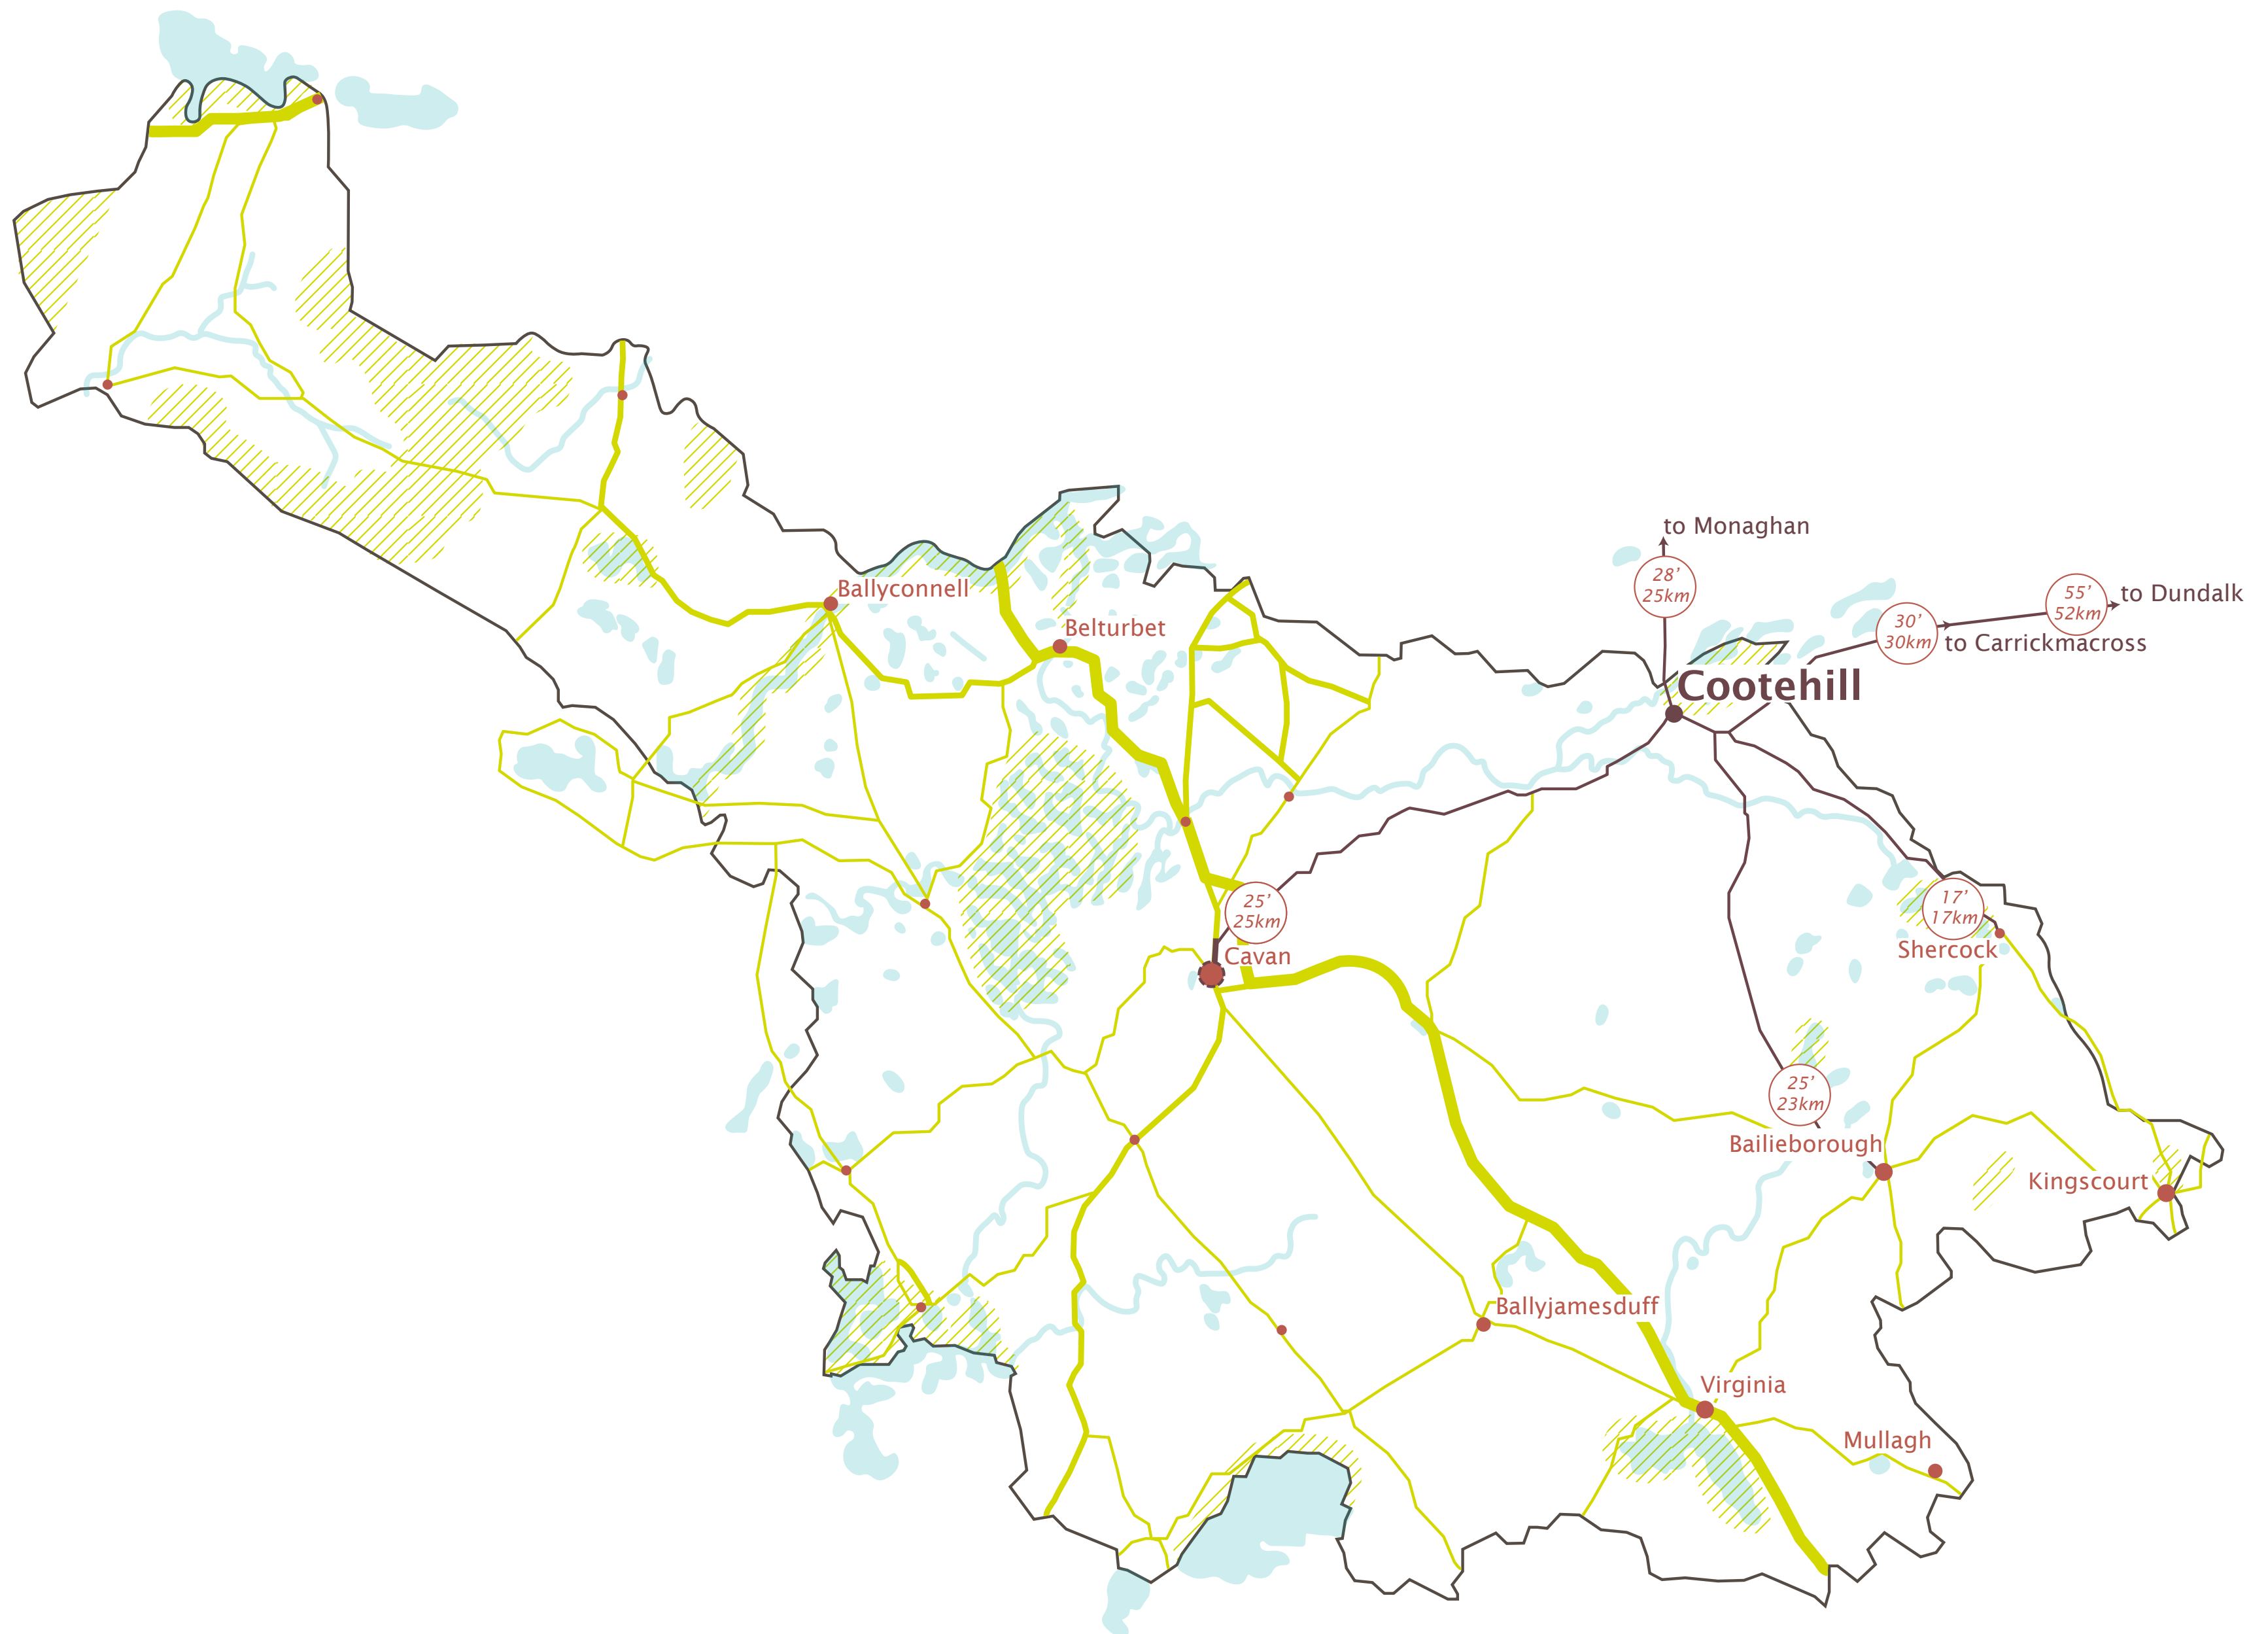 to Monaghan
28’
25km
55’
52km
to Dundalk
Ballyconnell
30’
30km
to Carrickmacross
Belturbet
Cootehill
25’
25km
17’
17km
Cavan
Shercock
25’
23km
Bailieborough
Kingscourt
Ballyjamesduff
Virginia
Mullagh